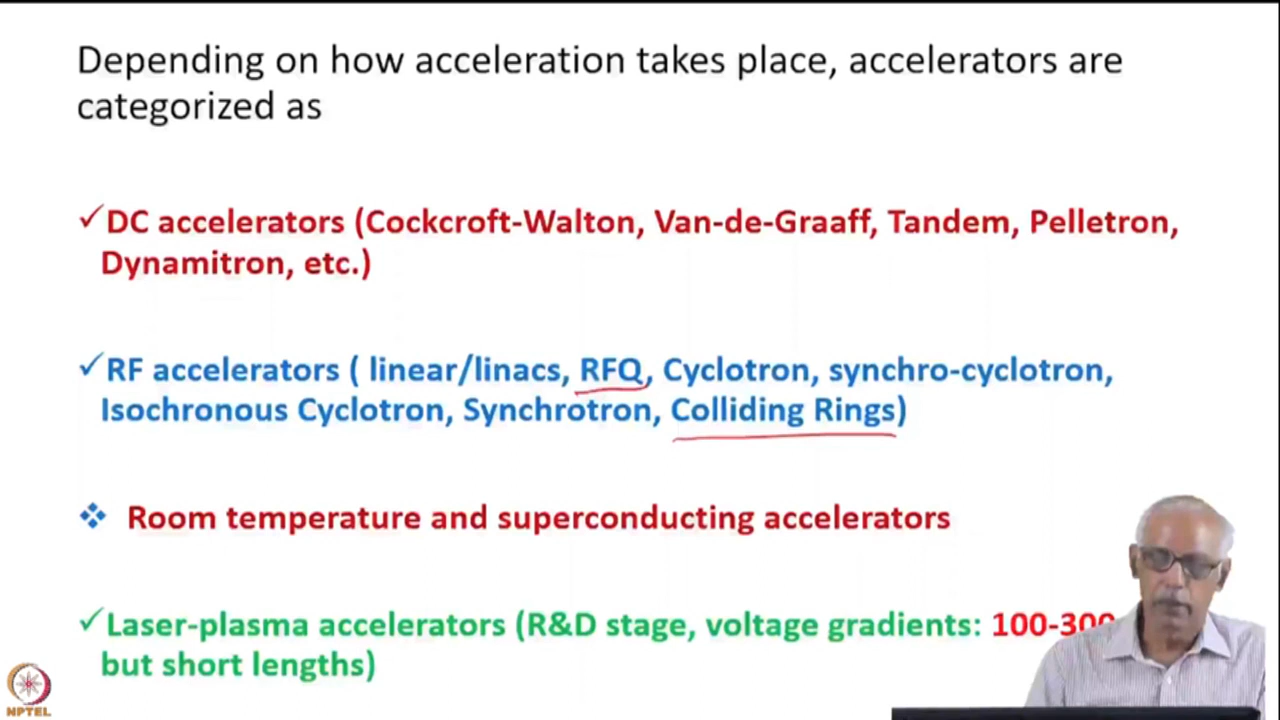 Depending on how acceleration takes place, accelerators are
categorized as
✓DC accelerators (Cockcroft-Walton, Van-de-Graaff, Tandem, Pelletron,
Dynamitron, etc.)
✓RF accelerators ( linear/linacs, RFQ, Cyclotron, synchro-cyclotron,
Isochronous Cyclotron, Synchrotron, Colliding Rings)
❖ Room temperature and superconducting accelerators
✓Laser-plasma accelerators (R&D stage, voltage gradients: 100-300
but short lengths)
NPTEL